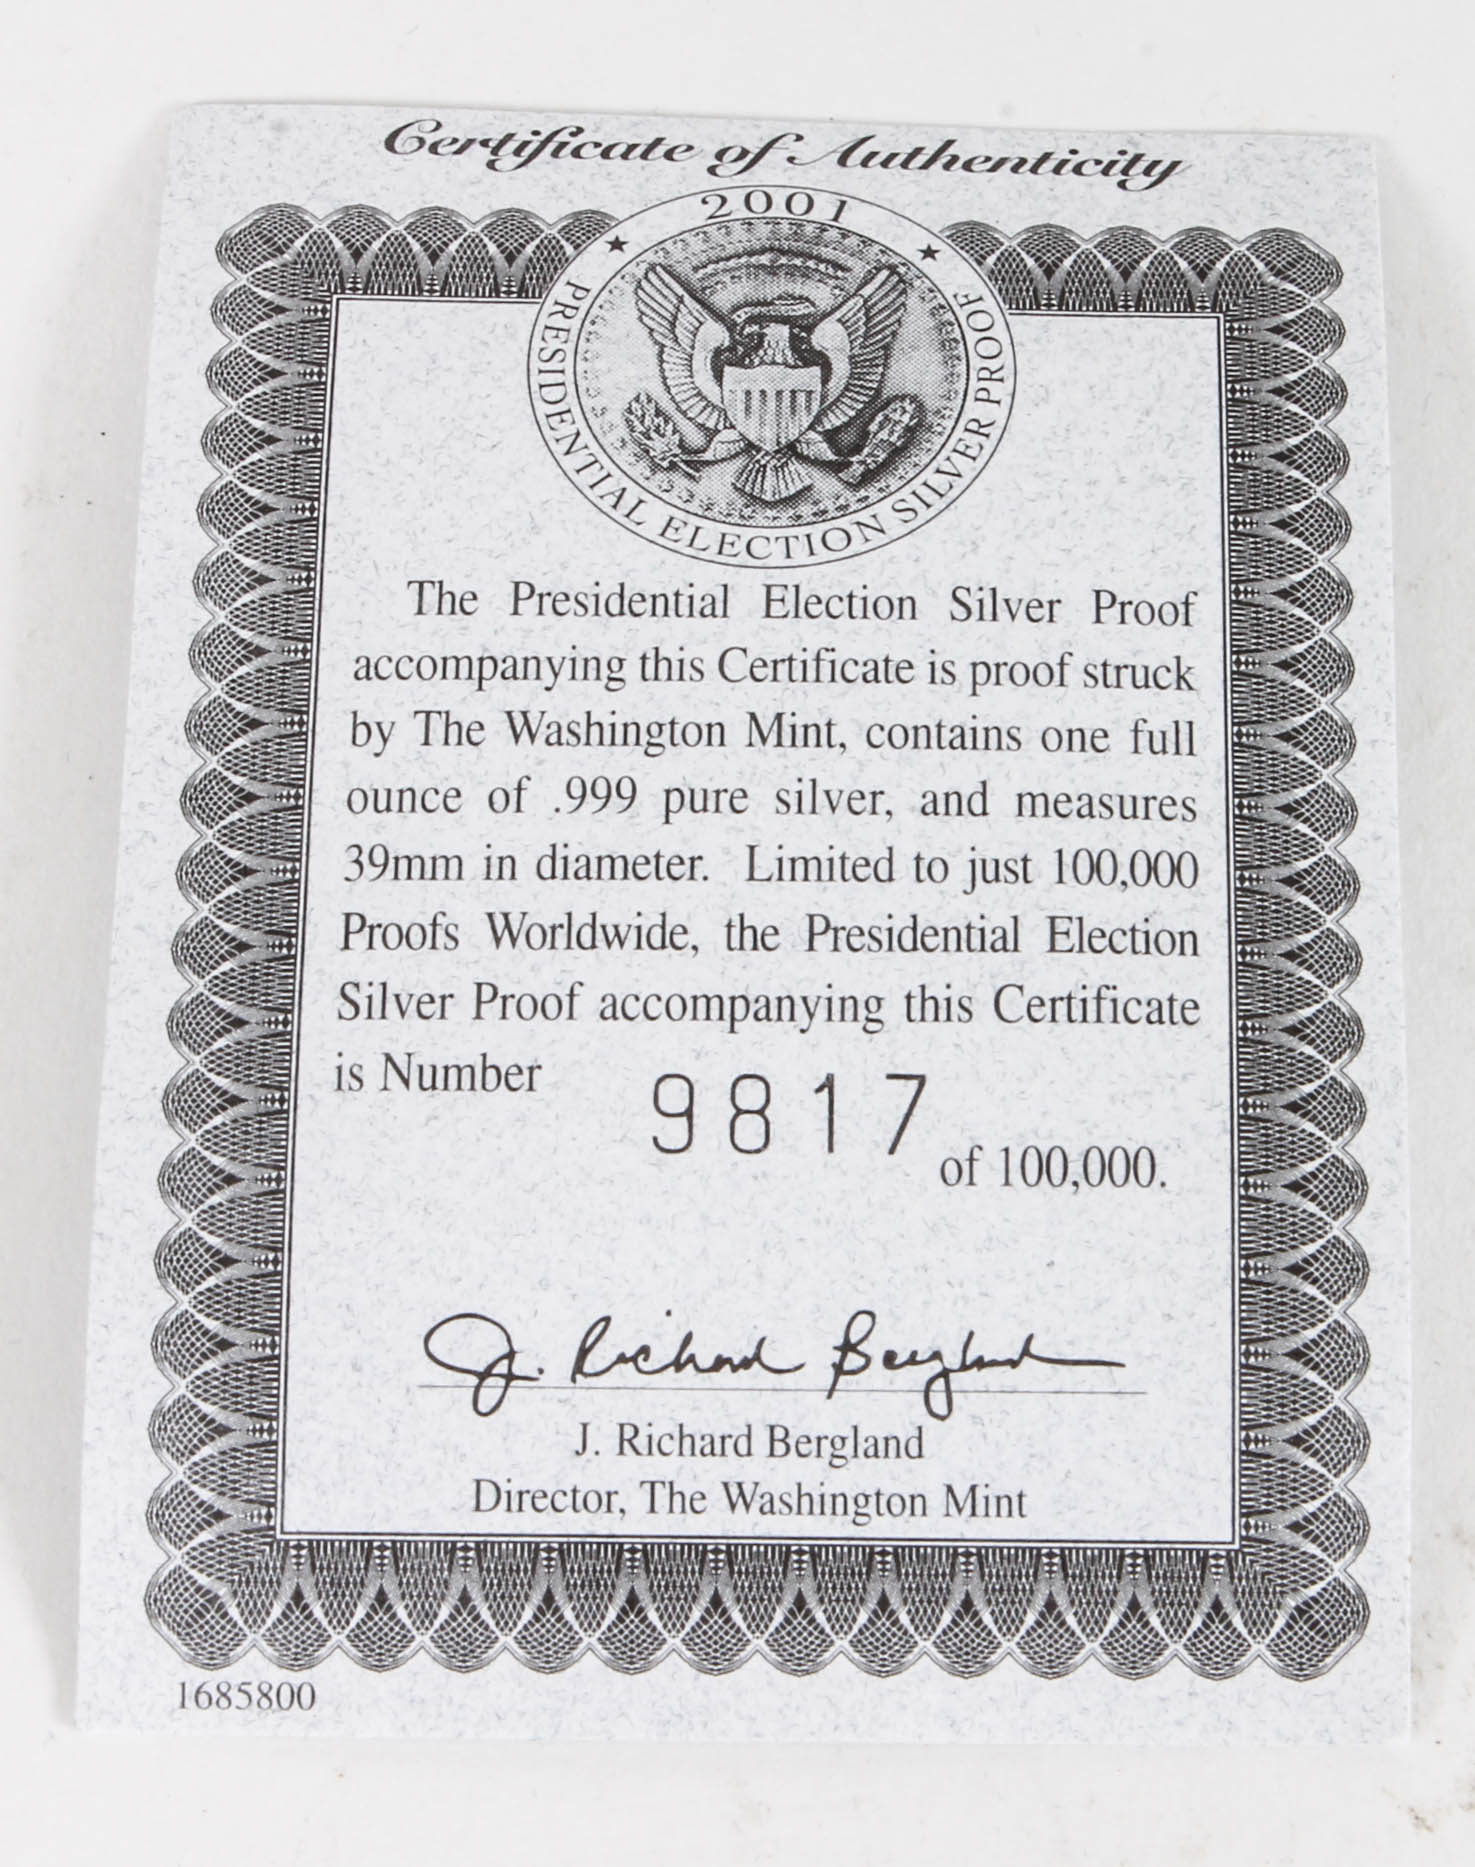 Certificate of Authenticity
2001
PRESIDENTIAL ELECTION SILVER PROOF
The Presidential Election Silver Proof
accompanying this Certificate is proof struck
by The Washington Mint, contains one full
ounce of .999 pure silver, and measures
39mm in diameter. Limited to just 100,000
Proofs Worldwide, the Presidential Election
Silver Proof accompanying this Certificate
is Number
9817
of 100,000.
J. Richard Bergland
J. Richard Bergland
Director, The Washington Mint
1685800